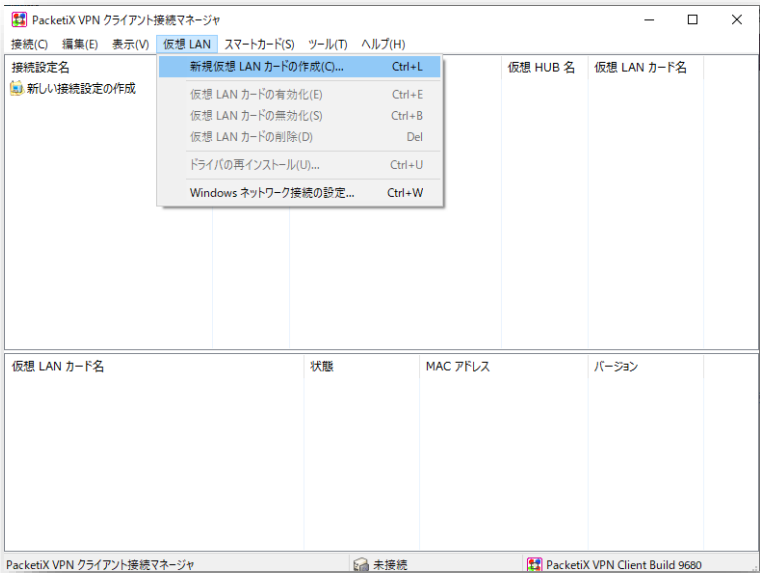 PacketiX VPN クライアント接続マネージャ
接続(C) 編集(E) 表示(V) 仮想 LAN スマートカード(S) ツール(T) ヘルプ(H)
接続設定名 仮想 HUB 名 仮想 LAN カード名
新しい接続設定の作成
新規仮想 LAN カードの作成(C)... Ctrl+L
仮想 LAN カードの有効化(E) Ctrl+E
仮想 LAN カードの無効化(S) Ctrl+B
仮想 LAN カードの削除(D) Del
ドライバの再インストール(U)... Ctrl+U
Windows ネットワーク接続の設定... Ctrl+W
仮想 LAN カード名 状態 MAC アドレス バージョン
PacketiX VPN クライアント接続マネージャ 未接続 PacketiX VPN Client Build 9680